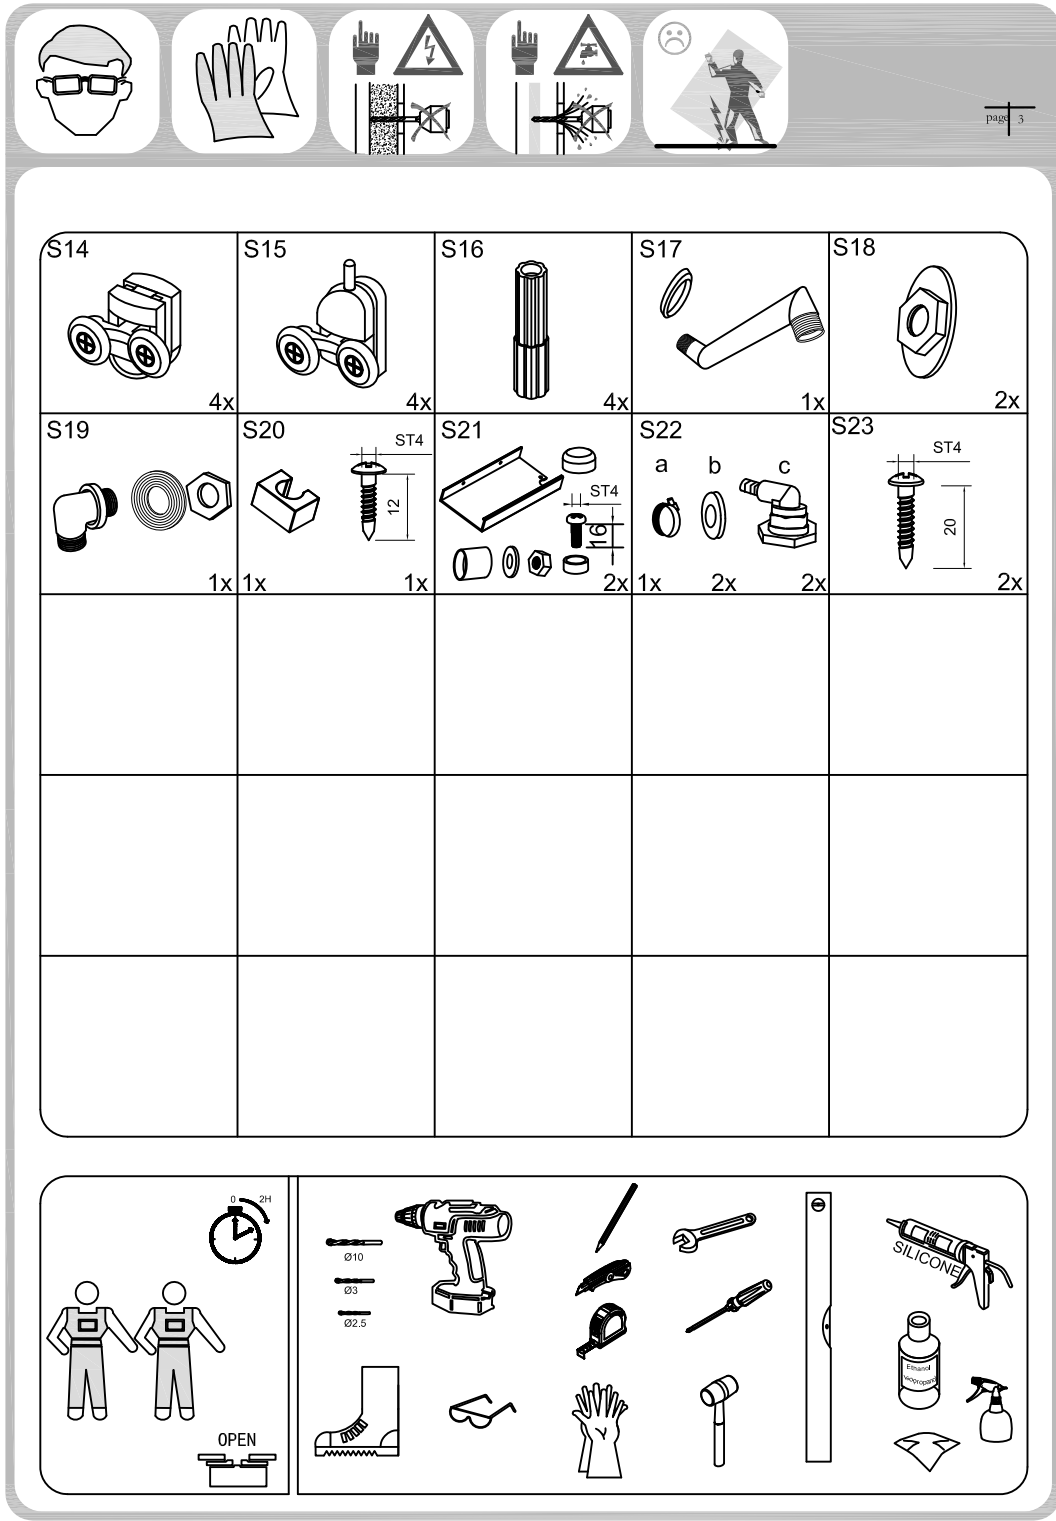 page 3
S14
4x
S15
4x
S16
4x
S17
1x
S18
2x
S19
1x
S20
ST4
12
1x 1x
S21
ST4
16
2x
S22
a b c
1x 2x 2x
S23
ST4
20
2x
0 2H
OPEN
Ø10
Ø3
Ø2.5
SILICONE
Ethanol